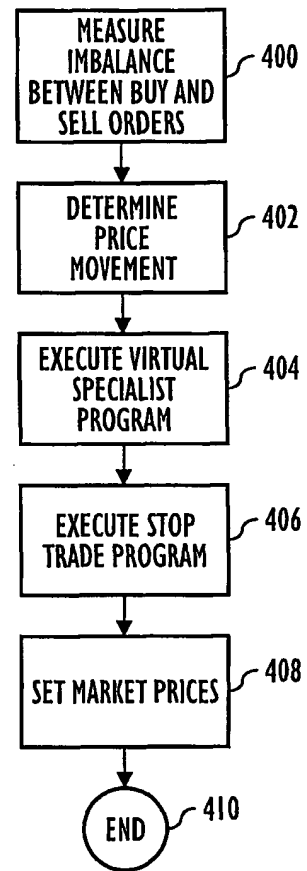 MEASURE
IMBALANCE
BETWEEN BUY AND
SELL ORDERS
400
DETERMINE
PRICE
MOVEMENT
402
EXECUTE VIRTUAL
SPECIALIST
PROGRAM
404
EXECUTE STOP
TRADE PROGRAM
406
SET MARKET PRICES
408
END
410